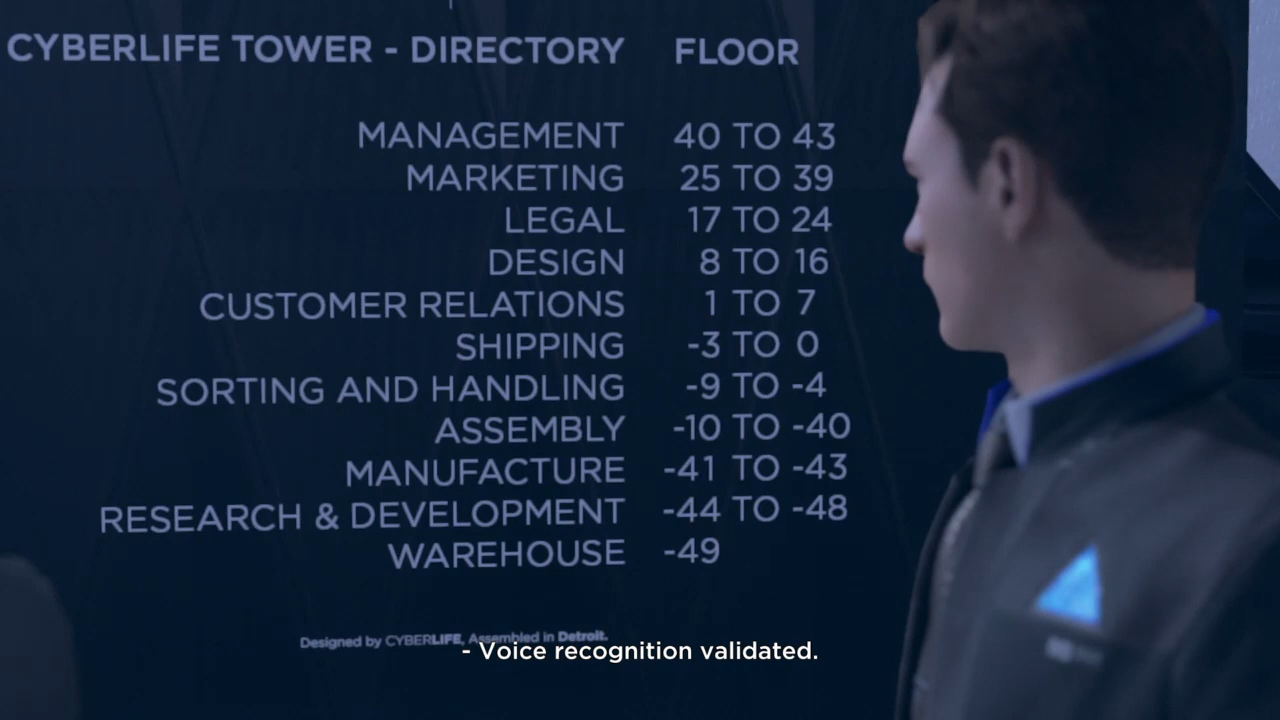 CYBERLIFE TOWER - DIRECTORY FLOOR
MANAGEMENT 40 TO 43
MARKETING 25 TO 39
LEGAL 17 TO 24
DESIGN 8 TO 16
CUSTOMER RELATIONS 1 TO 7
SHIPPING -3 TO 0
SORTING AND HANDLING -9 TO -4
ASSEMBLY -10 TO -40
MANUFACTURE -41 TO -43
RESEARCH & DEVELOPMENT -44 TO -48
WAREHOUSE -49
Designed by CYBERLIFE, Assembled in Detroit.
- Voice recognition validated.